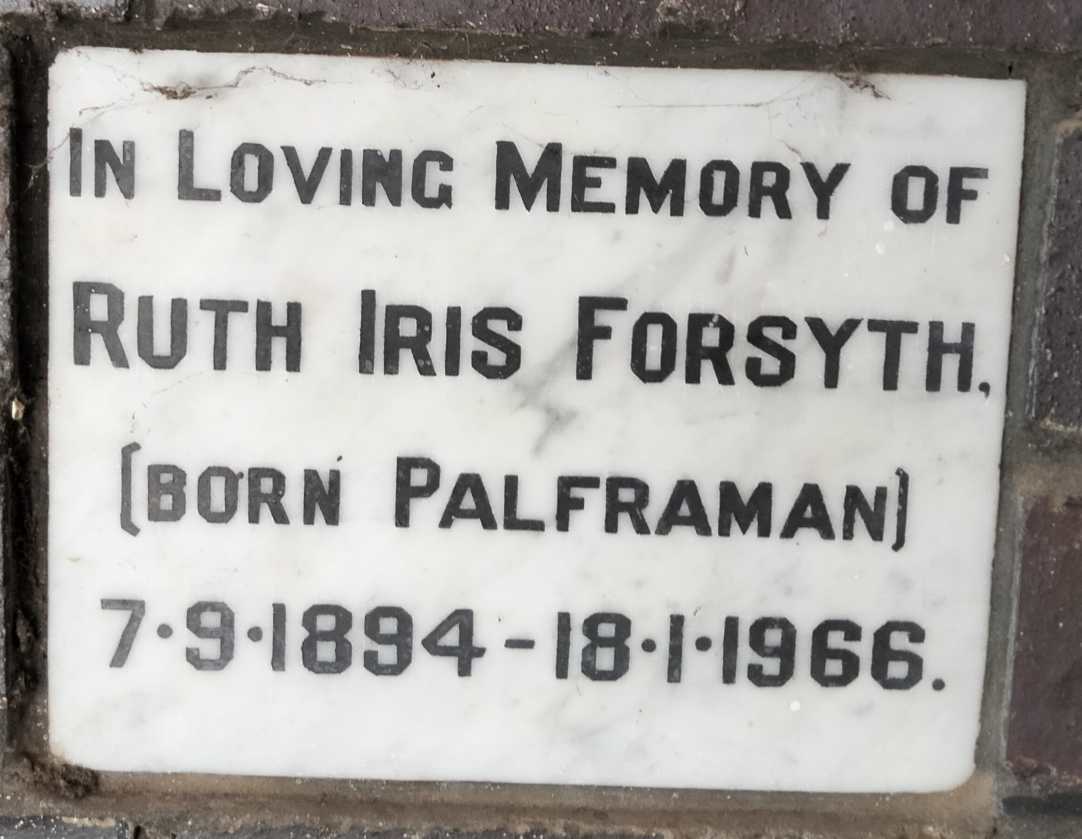 IN LOVING MEMORY OF
RUTH IRIS FORSYTH,
(BORN PALFRAMAN)
7·9·1894-18·1·1966.